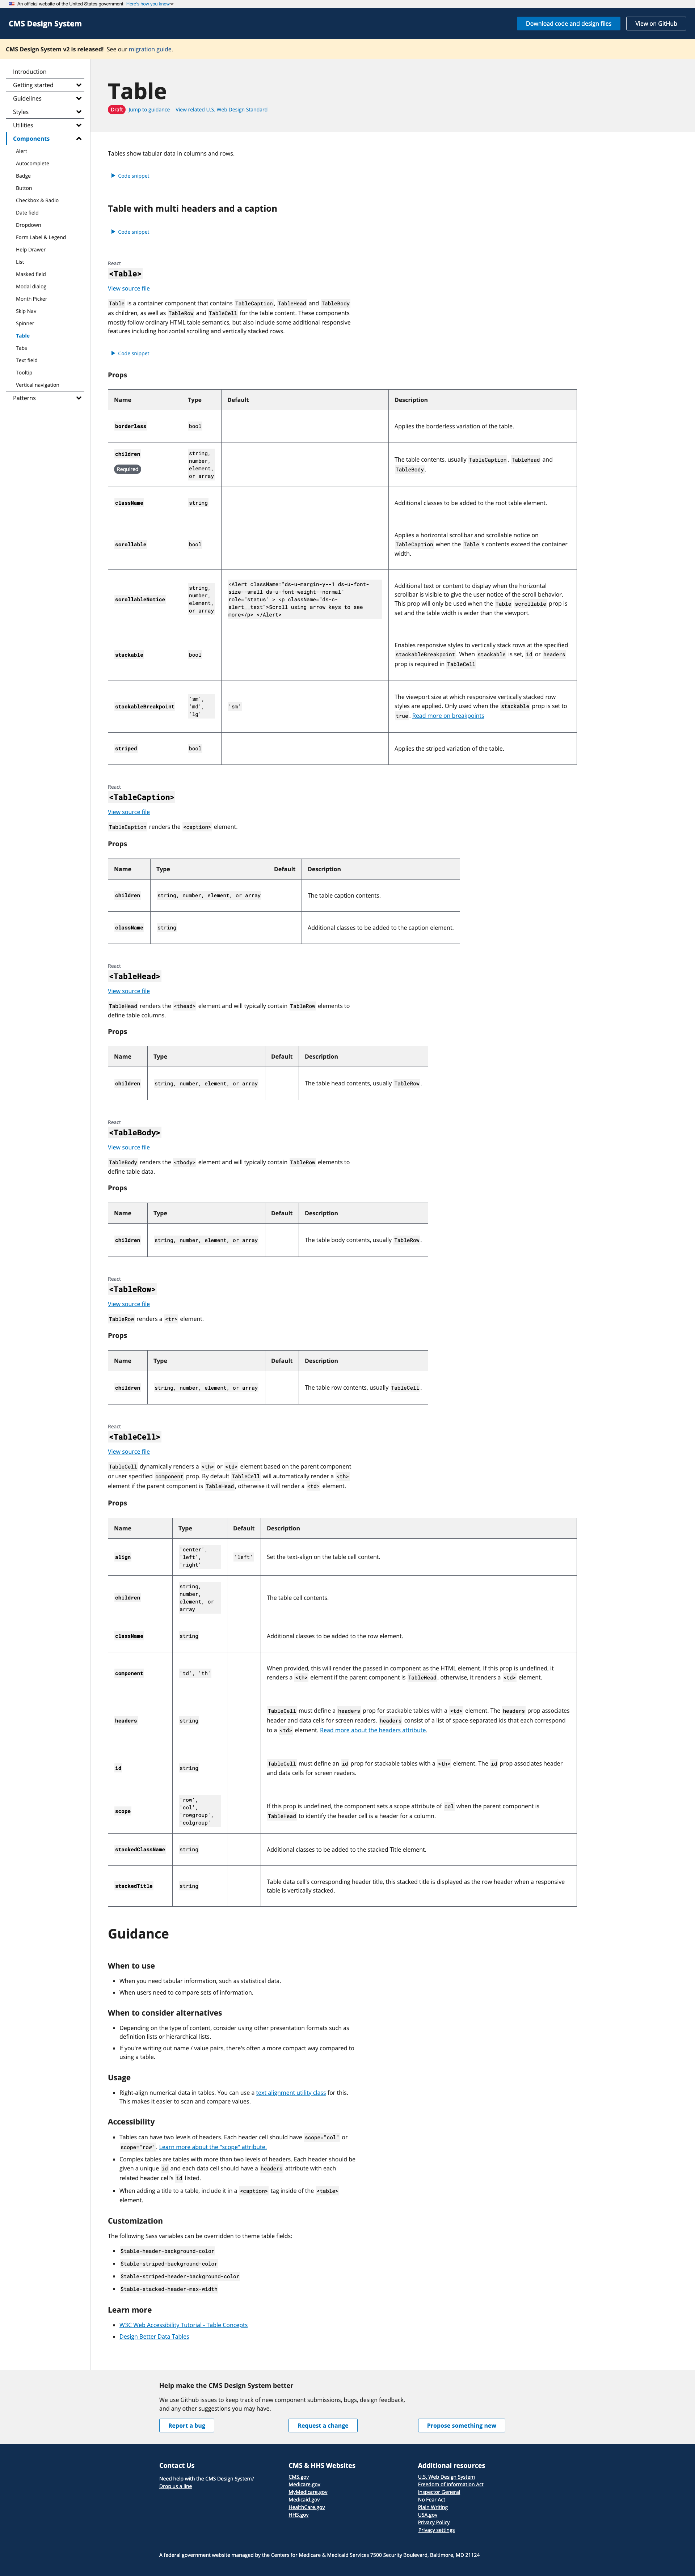 An official website of the United States government Here's how you know
CMS Design System
Download code and design files
View on GitHub
CMS Design System v2 is released! See our migration guide.
Introduction
Getting started
Guidelines
Styles
Utilities
Components
Alert
Autocomplete
Badge
Button
Checkbox & Radio
Date field
Dropdown
Form Label & Legend
Help Drawer
List
Masked field
Modal dialog
Month Picker
Skip Nav
Spinner
Table
Tabs
Text field
Tooltip
Vertical navigation
Patterns
Table
Draft Jump to guidance View related U.S. Web Design Standard
Tables show tabular data in columns and rows.
Code snippet
Table with multi headers and a caption
Code snippet
React
<Table>
View source file
Table is a container component that contains TableCaption, TableHead and TableBody
as children, as well as TableRow and TableCell for the table content. These components
mostly follow ordinary HTML table semantics, but also include some additional responsive
features including horizontal scrolling and vertically stacked rows.
Code snippet
Props
Name Type Default Description
borderless bool Applies the borderless variation of the table.
children
Required
string,
number,
element,
or array
The table contents, usually TableCaption, TableHead and
TableBody.
className string Additional classes to be added to the root table element.
scrollable bool
Applies a horizontal scrollbar and scrollable notice on
TableCaption when the Table's contents exceed the container
width.
scrollableNotice
string,
number,
element,
or array
<Alert className="ds-u-margin-y--1 ds-u-font-
size--small ds-u-font-weight--normal"
role="status" > <p className="ds-c-
alert__text">Scroll using arrow keys to see
more</p> </Alert>
Additional text or content to display when the horizontal
scrollbar is visible to give the user notice of the scroll behavior.
This prop will only be used when the Table scrollable prop is
set and the table width is wider than the viewport.
stackable bool
Enables responsive styles to vertically stack rows at the specified
stackableBreakpoint. When stackable is set, id or headers
prop is required in TableCell
stackableBreakpoint
'sm',
'md',
'lg'
'sm'
The viewport size at which responsive vertically stacked row
styles are applied. Only used when the stackable prop is set to
true. Read more on breakpoints
striped bool Applies the striped variation of the table.
React
<TableCaption>
View source file
TableCaption renders the <caption> element.
Props
Name Type Default Description
children string, number, element, or array The table caption contents.
className string Additional classes to be added to the caption element.
React
<TableHead>
View source file
TableHead renders the <thead> element and will typically contain TableRow elements to
define table columns.
Props
Name Type Default Description
children string, number, element, or array The table head contents, usually TableRow.
React
<TableBody>
View source file
TableBody renders the <tbody> element and will typically contain TableRow elements to
define table data.
Props
Name Type Default Description
children string, number, element, or array The table body contents, usually TableRow.
React
<TableRow>
View source file
TableRow renders a <tr> element.
Props
Name Type Default Description
children string, number, element, or array The table row contents, usually TableCell.
React
<TableCell>
View source file
TableCell dynamically renders a <th> or <td> element based on the parent component
or user specified component prop. By default TableCell will automatically render a <th>
element if the parent component is TableHead, otherwise it will render a <td> element.
Props
Name Type Default Description
align
'center',
'left',
'right'
'left' Set the text-align on the table cell content.
children
string,
number,
element, or
array
The table cell contents.
className string Additional classes to be added to the row element.
component 'td', 'th'
When provided, this will render the passed in component as the HTML element. If this prop is undefined, it
renders a <th> element if the parent component is TableHead, otherwise, it renders a <td> element.
headers string
TableCell must define a headers prop for stackable tables with a <td> element. The headers prop associates
header and data cells for screen readers. headers consist of a list of space-separated ids that each correspond
to a <td> element. Read more about the headers attribute.
id string
TableCell must define an id prop for stackable tables with a <th> element. The id prop associates header
and data cells for screen readers.
scope
'row',
'col',
'rowgroup',
'colgroup'
If this prop is undefined, the component sets a scope attribute of col when the parent component is
TableHead to identify the header cell is a header for a column.
stackedClassName string Additional classes to be added to the stacked Title element.
stackedTitle string
Table data cell's corresponding header title, this stacked title is displayed as the row header when a responsive
table is vertically stacked.
Guidance
When to use
• When you need tabular information, such as statistical data.
• When users need to compare sets of information.
When to consider alternatives
• Depending on the type of content, consider using other presentation formats such as
definition lists or hierarchical lists.
• If you're writing out name / value pairs, there's often a more compact way compared to
using a table.
Usage
• Right-align numerical data in tables. You can use a text alignment utility class for this.
This makes it easier to scan and compare values.
Accessibility
• Tables can have two levels of headers. Each header cell should have scope="col" or
scope="row". Learn more about the "scope" attribute.
• Complex tables are tables with more than two levels of headers. Each header should be
given a unique id and each data cell should have a headers attribute with each
related header cell's id listed.
• When adding a title to a table, include it in a <caption> tag inside of the <table>
element.
Customization
The following Sass variables can be overridden to theme table fields:
• $table-header-background-color
• $table-striped-background-color
• $table-striped-header-background-color
• $table-stacked-header-max-width
Learn more
• W3C Web Accessibility Tutorial - Table Concepts
• Design Better Data Tables
Help make the CMS Design System better
We use Github issues to keep track of new component submissions, bugs, design feedback,
and any other suggestions you may have.
Report a bug
Request a change
Propose something new
Contact Us
Need help with the CMS Design System?
Drop us a line
CMS & HHS Websites
CMS.gov
Medicare.gov
MyMedicare.gov
Medicaid.gov
HealthCare.gov
HHS.gov
Additional resources
U.S. Web Design System
Freedom of Information Act
Inspector General
No Fear Act
Plain Writing
USA.gov
Privacy Policy
Privacy settings
A federal government website managed by the Centers for Medicare & Medicaid Services 7500 Security Boulevard, Baltimore, MD 21124